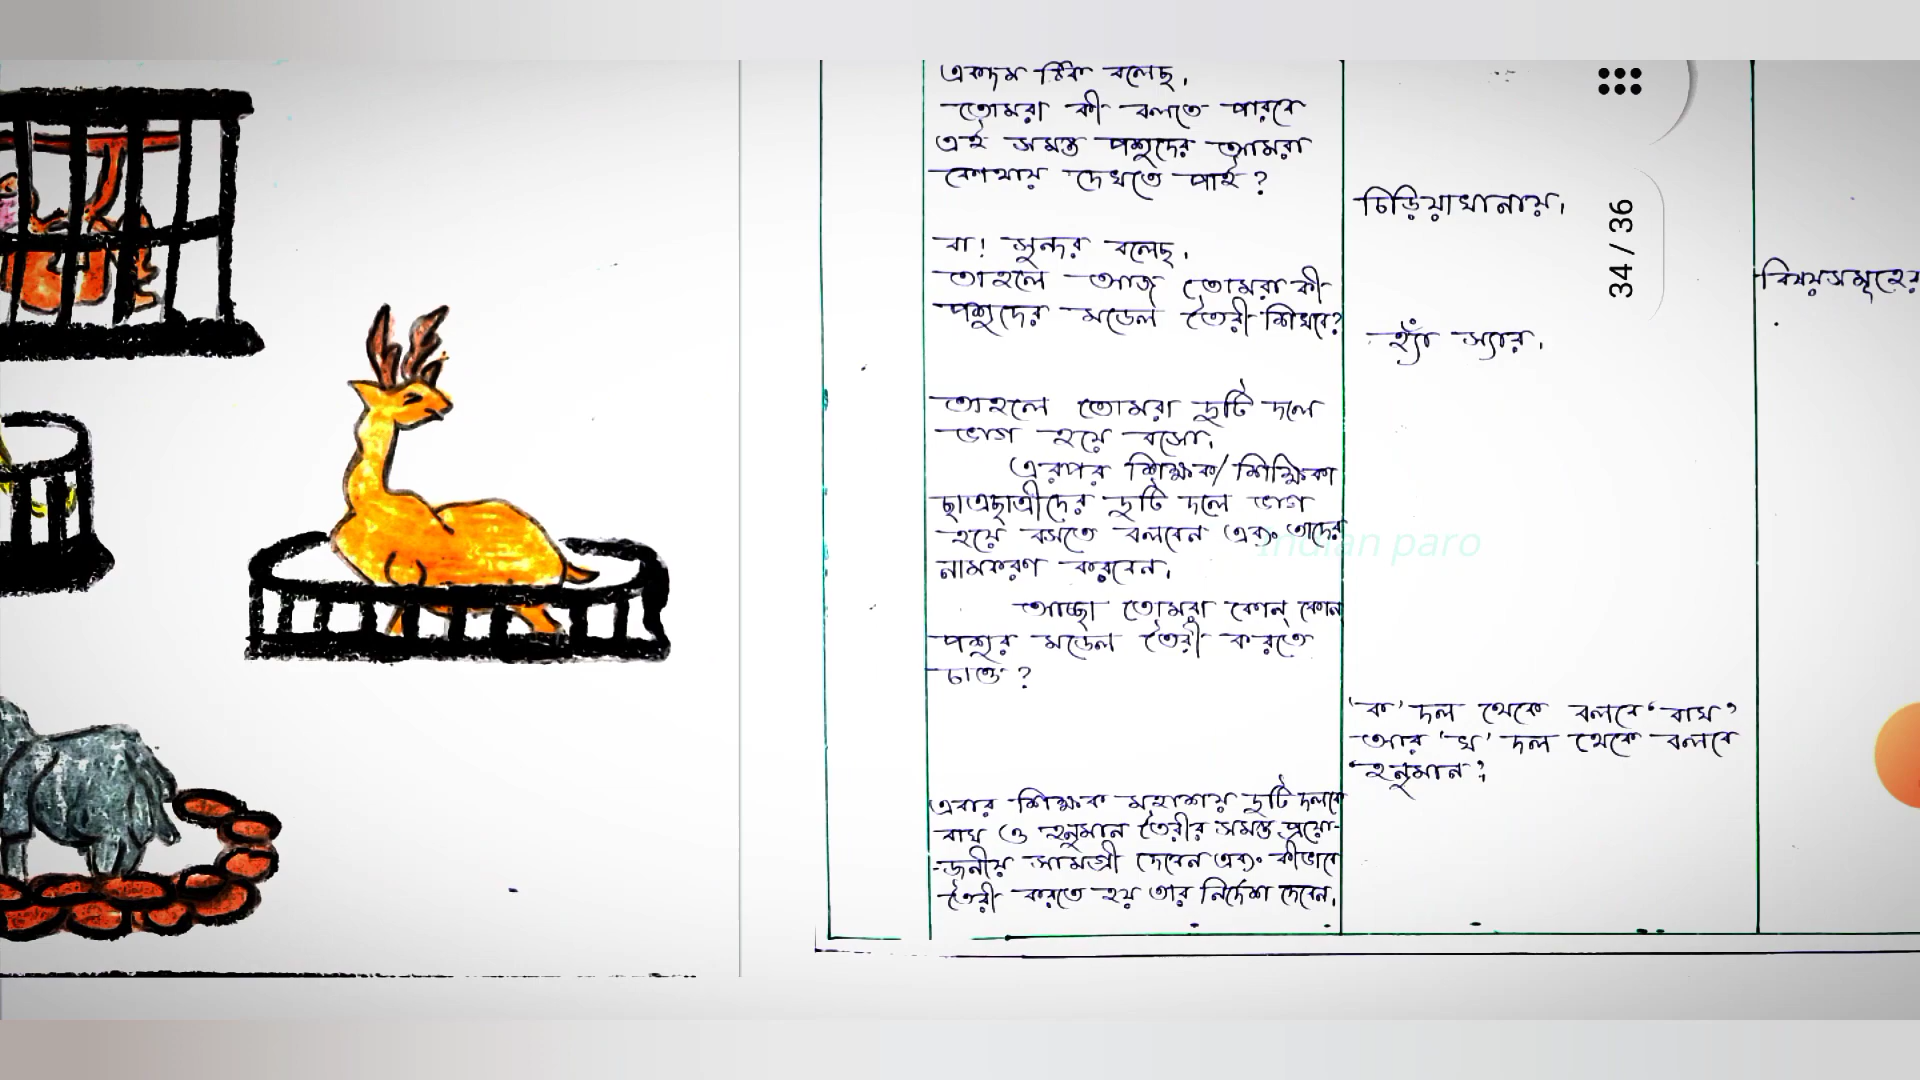 একদম ঠিক বলেছ।
তোমরা কী বলতে পারবে
এই সমস্ত পশুদের আমরা
কোথায় দেখতে পাই?
চিড়িয়াখানায়।
বা! সুন্দর বলেছ।
তাহলে আজ তোমরা কী
পশুদের মডেল তৈরী শিখবে?
হ্যাঁ স্যার।
তাহলে তোমরা দুটি দলে
ভাগ হয়ে বসো।
এরপর শিক্ষক/শিক্ষিকা
ছাত্রছাত্রীদের দুটি দলে ভাগ
হয়ে বসতে বলবেন এবং তাদের
নামকরণ করবেন।
আচ্ছা তোমরা কোন্ কোন
পশুর মডেল তৈরী করতে
চাও?
'ক' দল থেকে বলবে 'বাঘ'
আর 'খ' দল থেকে বলবে
'হনুমান'।
এবার শিক্ষক মহাশয় দুটি দলকে
বাঘ ও হনুমান তৈরীর সমস্ত প্রয়ো-
-জনীয় সামগ্রী দেবেন এবং কীভাবে
তৈরী করতে হয় তার নির্দেশ দেবেন।
বিষয়সমূহের
34 / 36
Indian paro